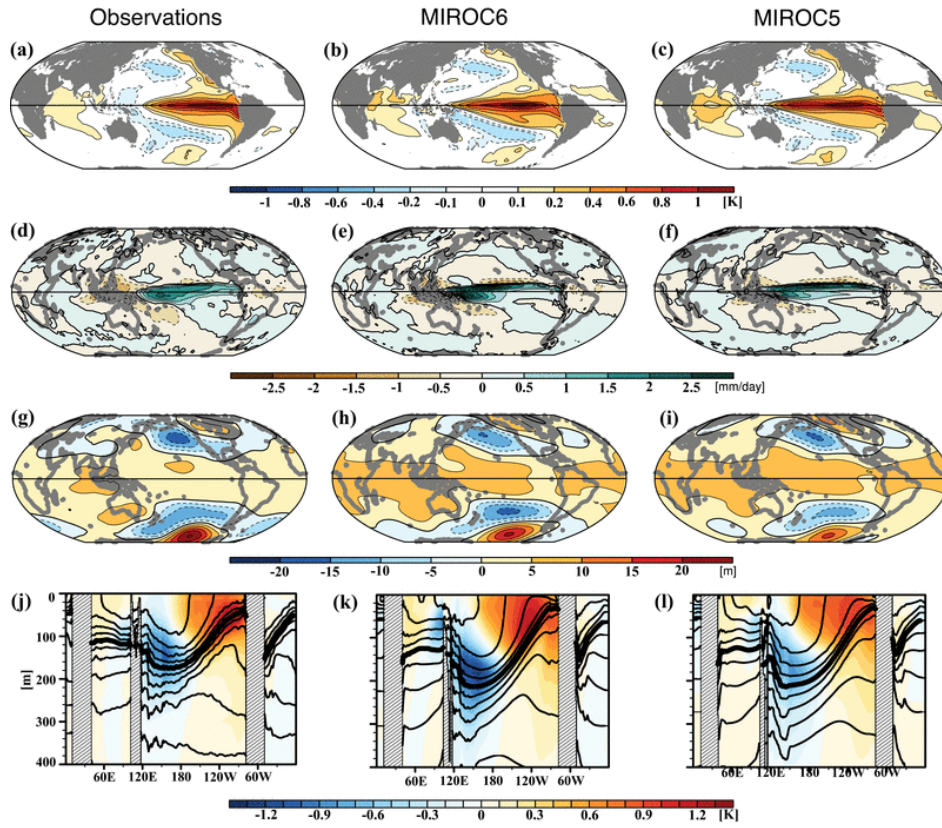 Observations MIROC6 MIROC5
(a) (b) (c)
-1 -0.8 -0.6 -0.4 -0.2 -0.1 0 0.1 0.2 0.4 0.6 0.8 1 [K]
(d) (e) (f)
-2.5 -2 -1.5 -1 -0.5 0 0.5 1 1.5 2 2.5 [mm/day]
(g) (h) (i)
-20 -15 -10 -5 0 5 10 15 20 [m]
(j) (k) (l)
0
100
[m]
200
300
400
60E 120E 180 120W 60W 60E 120E 180 120W 60W 60E 120E 180 120W 60W
-1.2 -0.9 -0.6 -0.3 0 0.3 0.6 0.9 1.2 [K]